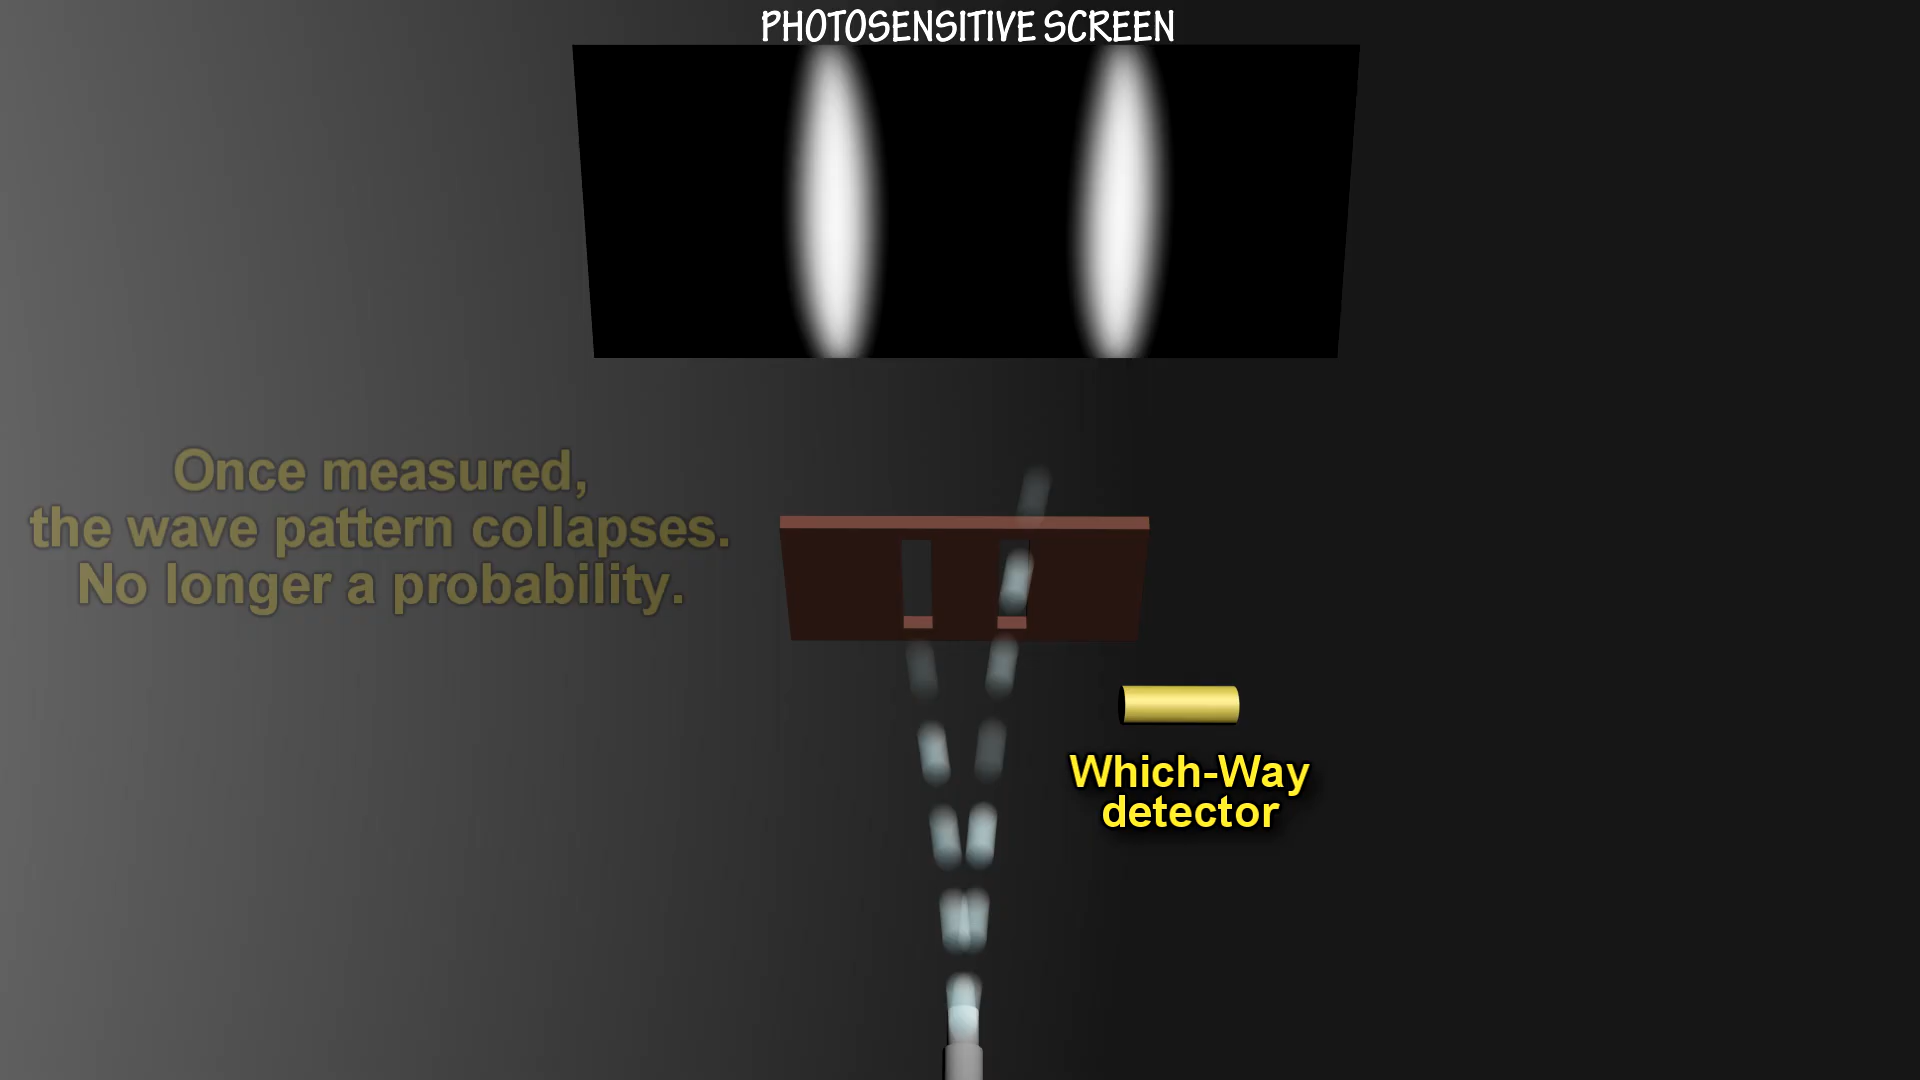 PHOTOSENSITIVE SCREEN
Once measured,
the wave pattern collapses.
No longer a probability.
Which-Way
detector